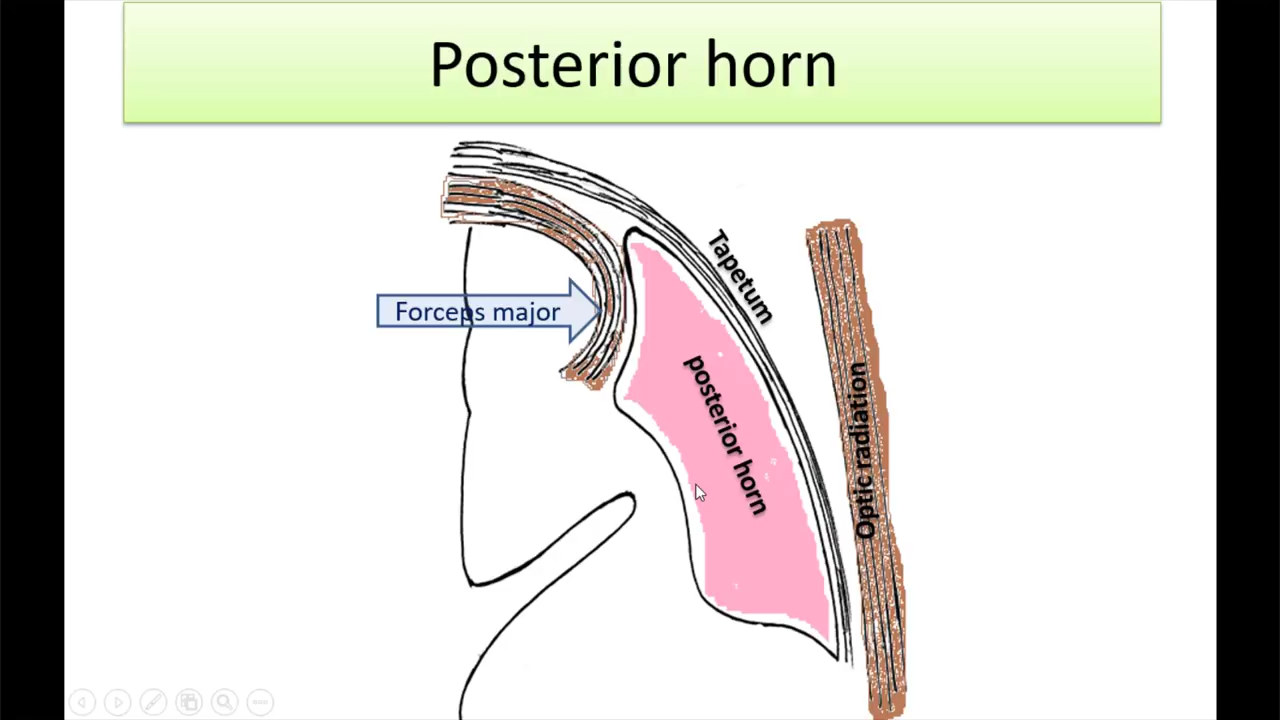 Posterior horn
Tapetum
Forceps major
posterior horn
Optic radiation